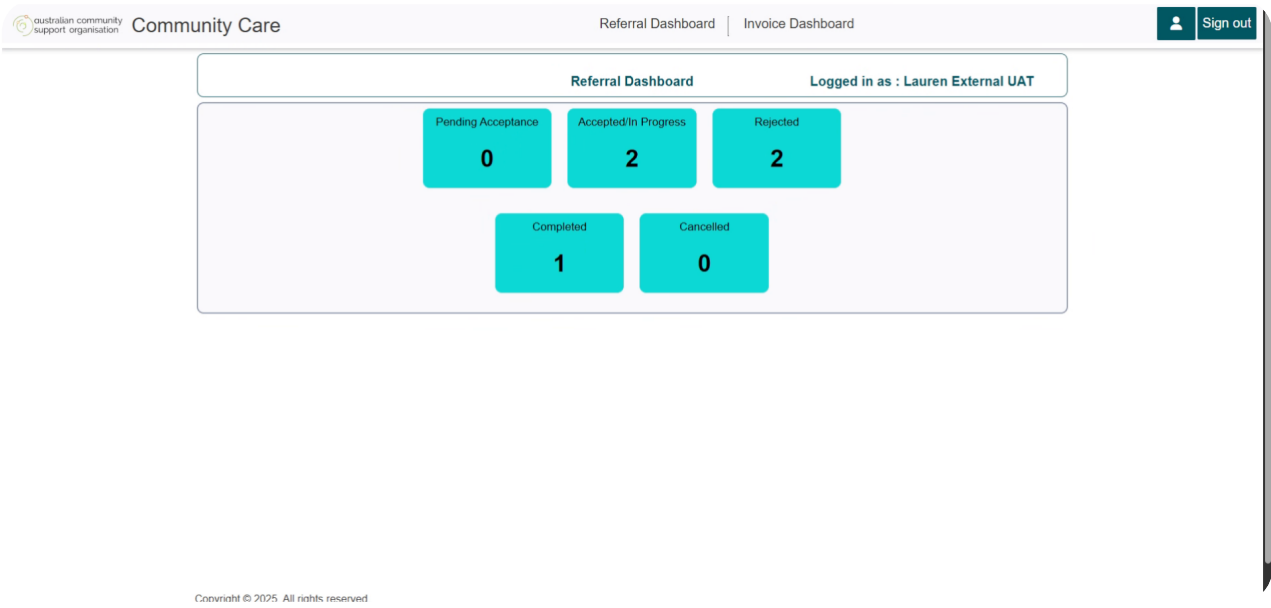 australian community
support organisation
Community Care
Referral Dashboard
Invoice Dashboard
Sign out
Referral Dashboard
Logged in as : Lauren External UAT
Pending Acceptance
0
Accepted/In Progress
2
Rejected
2
Completed
1
Cancelled
0
Copyright © 2025 All rights reserved